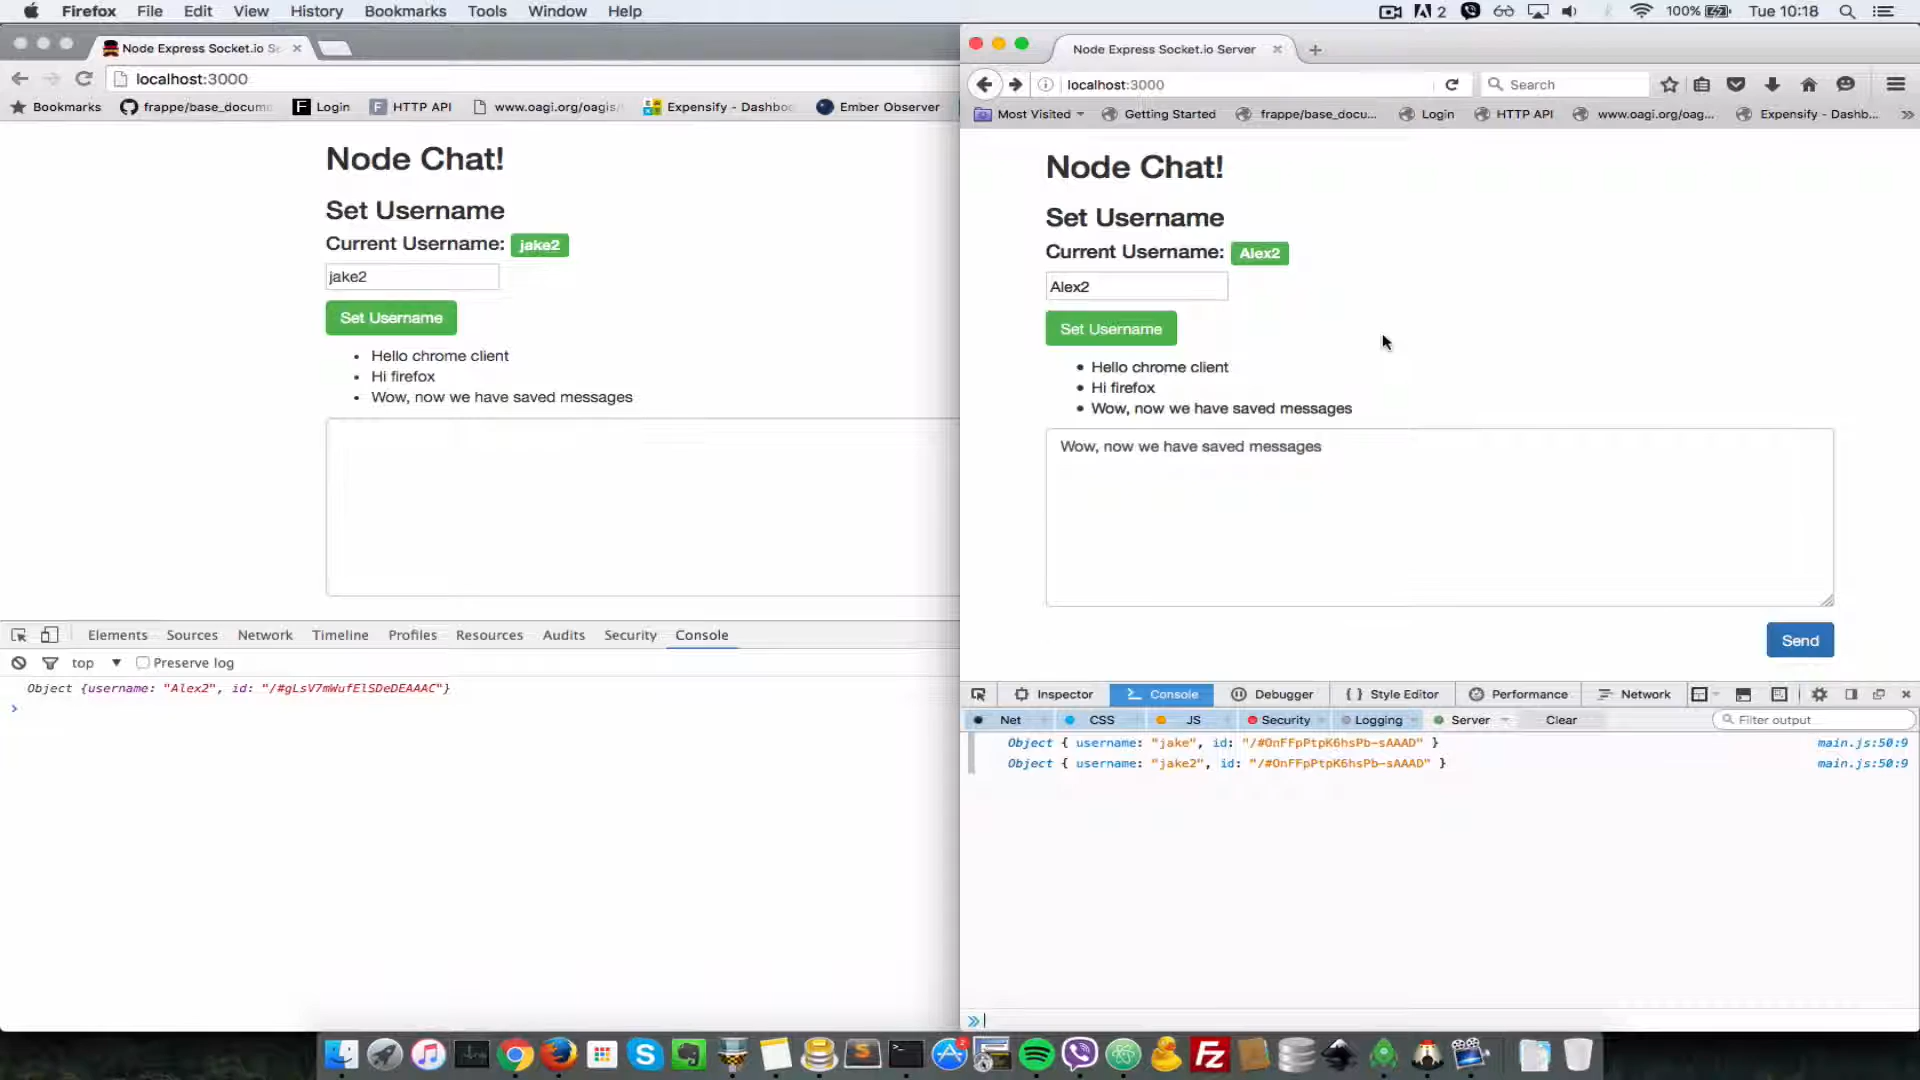 Firefox File Edit View History Bookmarks Tools Window Help
2 100% Tue 10:18
Node Express Socket.io Se
localhost:3000
Bookmarks frappe/base_docum Login HTTP API www.oagi.org/oagis/ Expensify - Dashbo Ember Observer
Node Chat!
Set Username
Current Username: jake2
jake2
Set Username
Hello chrome client
Hi firefox
Wow, now we have saved messages
Elements Sources Network Timeline Profiles Resources Audits Security Console
top Preserve log
Object {username: "Alex2", id: "/#gLsV7mWufElSDeDEAAAC"}
Node Express Socket.io Server
localhost:3000 Search
Most Visited Getting Started frappe/base_docu... Login HTTP API www.oagi.org/oag... Expensify - Dashb...
Node Chat!
Set Username
Current Username: Alex2
Alex2
Set Username
Hello chrome client
Hi firefox
Wow, now we have saved messages
Wow, now we have saved messages
Send
Inspector Console Debugger Style Editor Performance Network
Net CSS JS Security Logging Server Clear Filter output
Object { username: "jake", id: "/#OnFFpPtpK6hsPb-sAAAD" } main.js:50:9
Object { username: "jake2", id: "/#OnFFpPtpK6hsPb-sAAAD" } main.js:50:9